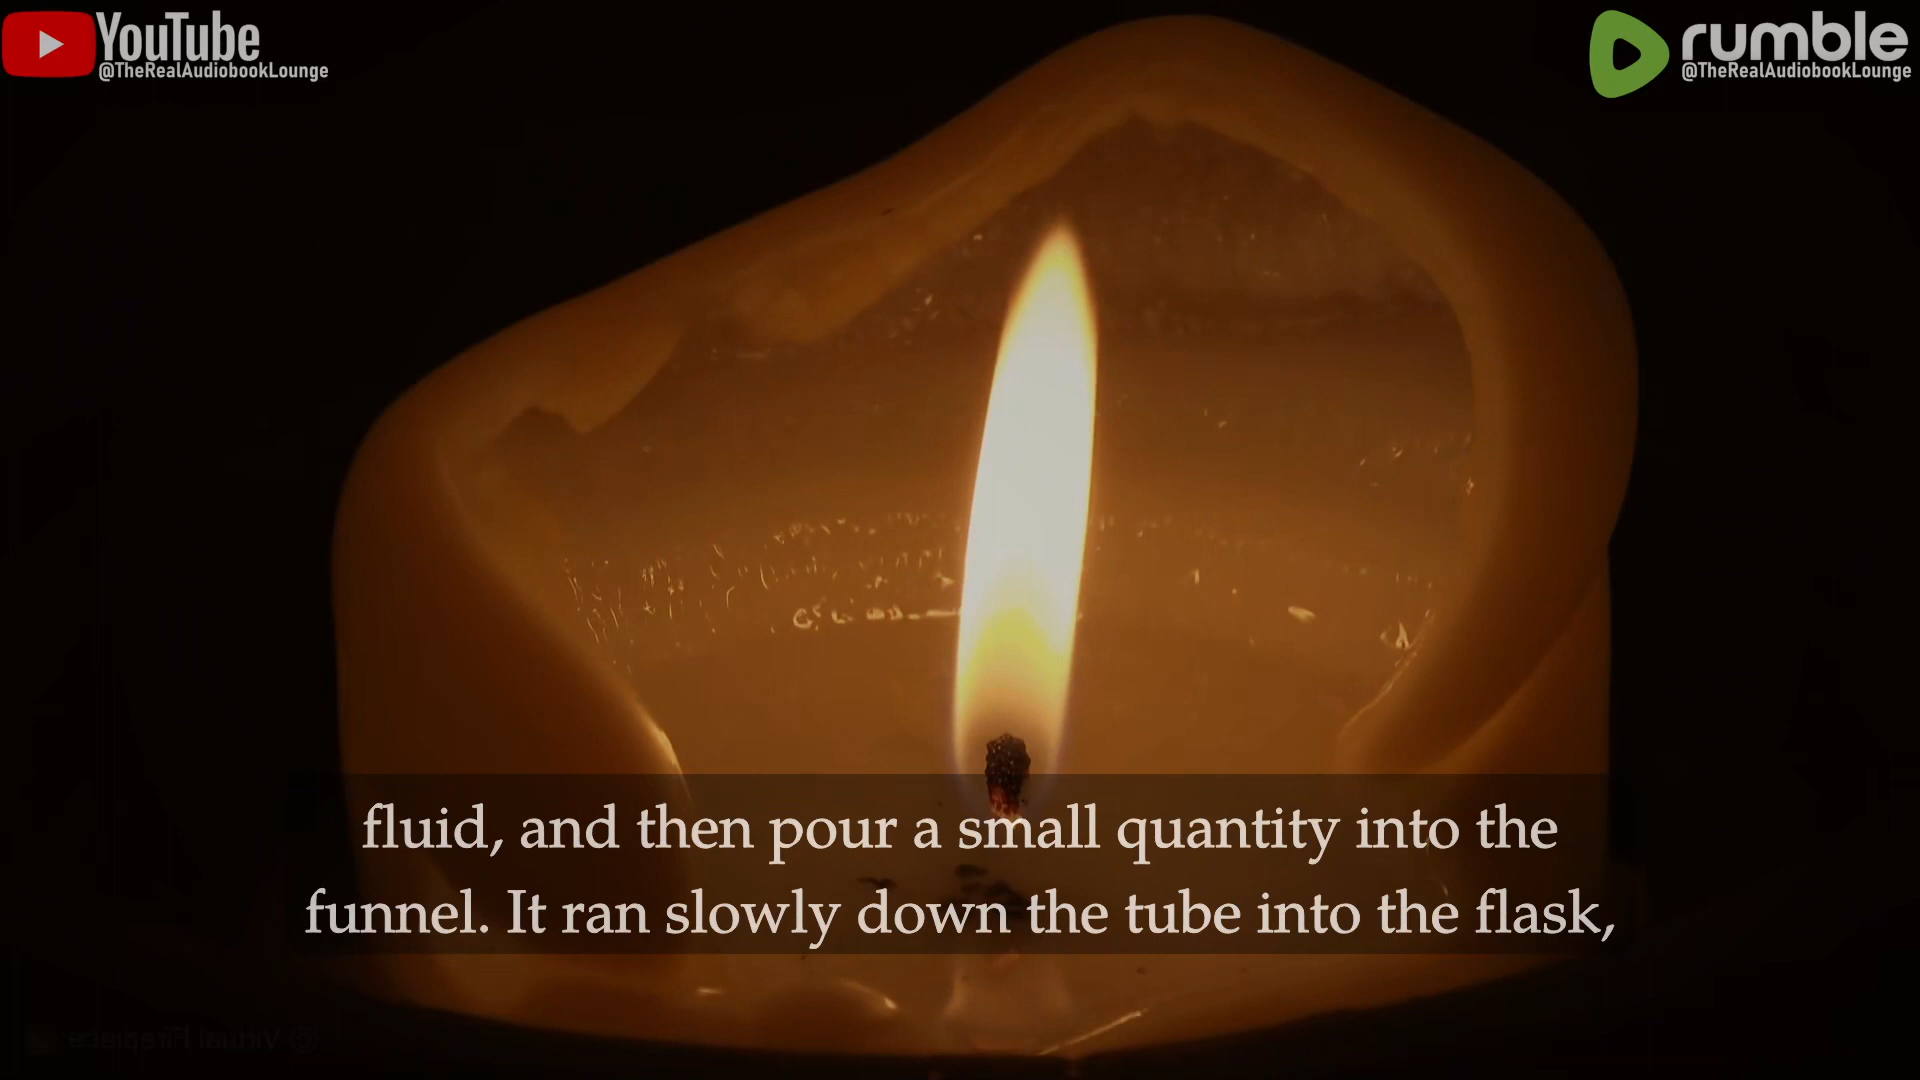 YouTube
@TheRealAudiobookLounge
rumble
@TheRealAudiobookLounge
fluid, and then pour a small quantity into the
funnel. It ran slowly down the tube into the flask,